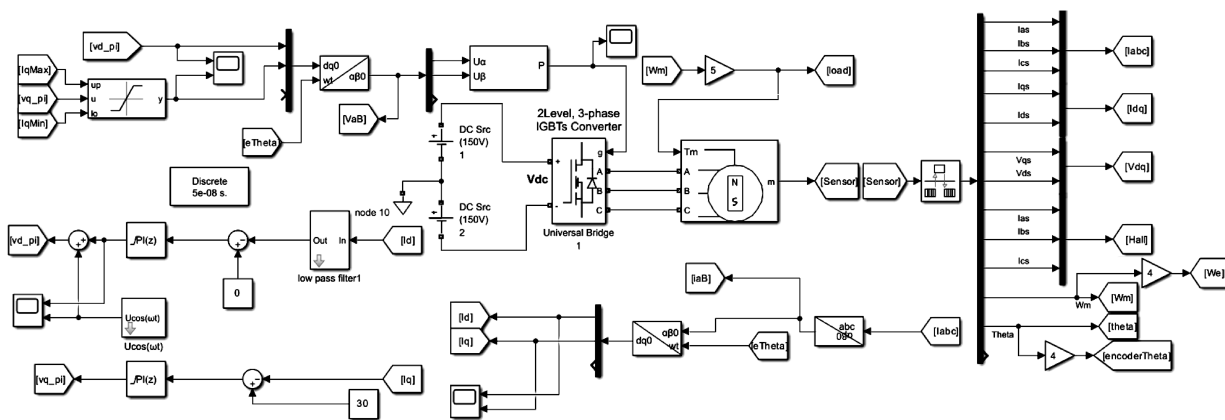 [vd_pi]
[IqMax]
[vq_pi]
[IqMin]
up
u
lo
y
dq0
wt
αβ0
[eTheta]
[VaB]
Uα
Uβ
P
[Wm]
5
[load]
2Level, 3-phase
IGBTs Converter
DC Src
(150V)
1
Vdc
+
-
g
A
B
C
Tm
A
B
C
N
S
m
[Sensor]
[Sensor]
DC Src
(150V)
2
Universal Bridge
1
node 10
Discrete
5e-08 s.
[vd_pi]
PI(z)
0
Out
In
low pass filter1
[Id]
Ucos(ωt)
Ucos(ωt)
[vq_pi]
PI(z)
30
[Iq]
[Id]
[Iq]
αβ0
dq0
wt
[eTheta]
[iaB]
abc
αβ0
[Iabc]
Ias
Ibs
Ics
Iqs
Ids
Vqs
Vds
Ias
Ibs
Ics
Wm
Theta
[Iabc]
[Idq]
[Vdq]
[Hall]
4
[We]
[Wm]
[theta]
4
[encoderTheta]